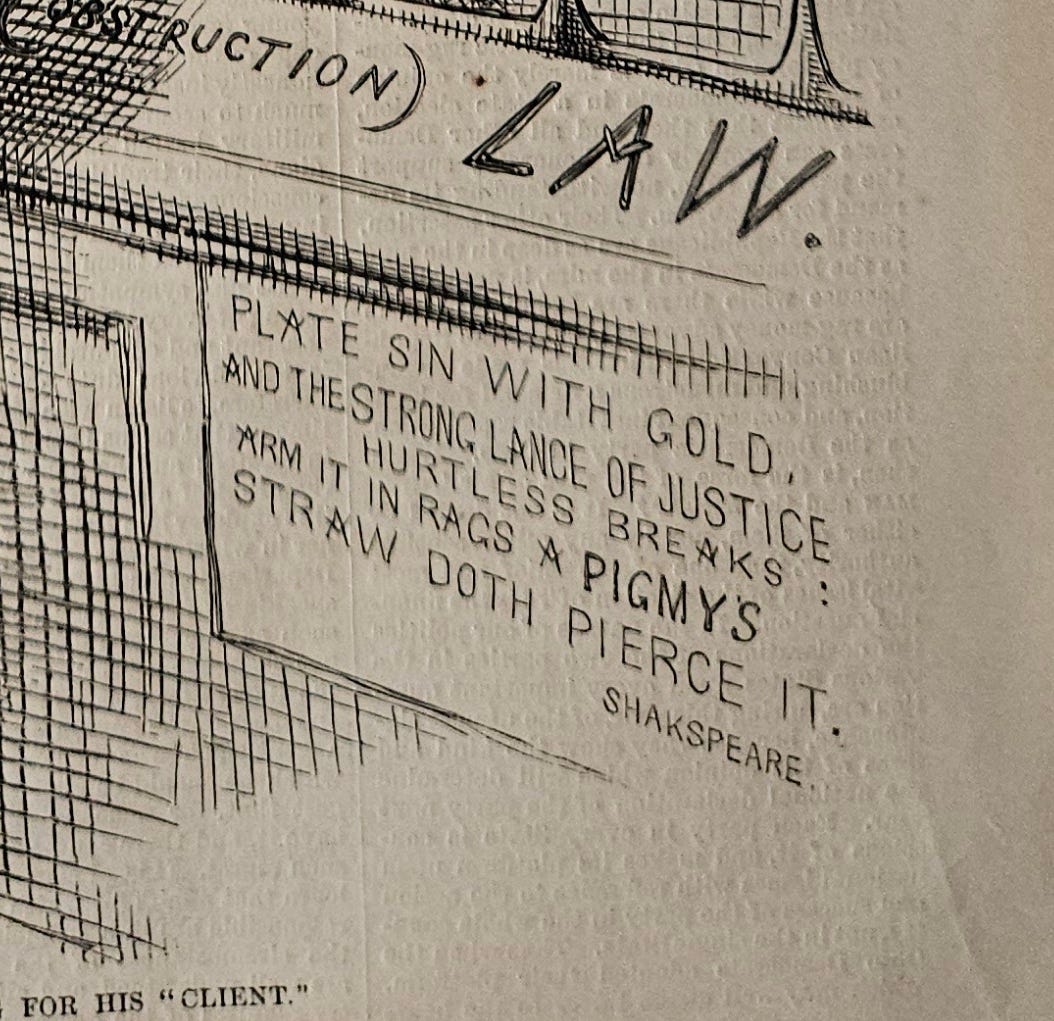 (OBSTRUCTION) LAW.
PLATE SIN WITH GOLD,
AND THE STRONG LANCE OF JUSTICE
HURTLESS BREAKS :
ARM IT IN RAGS A PIGMY'S
STRAW DOTH PIERCE IT.
SHAKSPEARE.
FOR HIS "CLIENT."